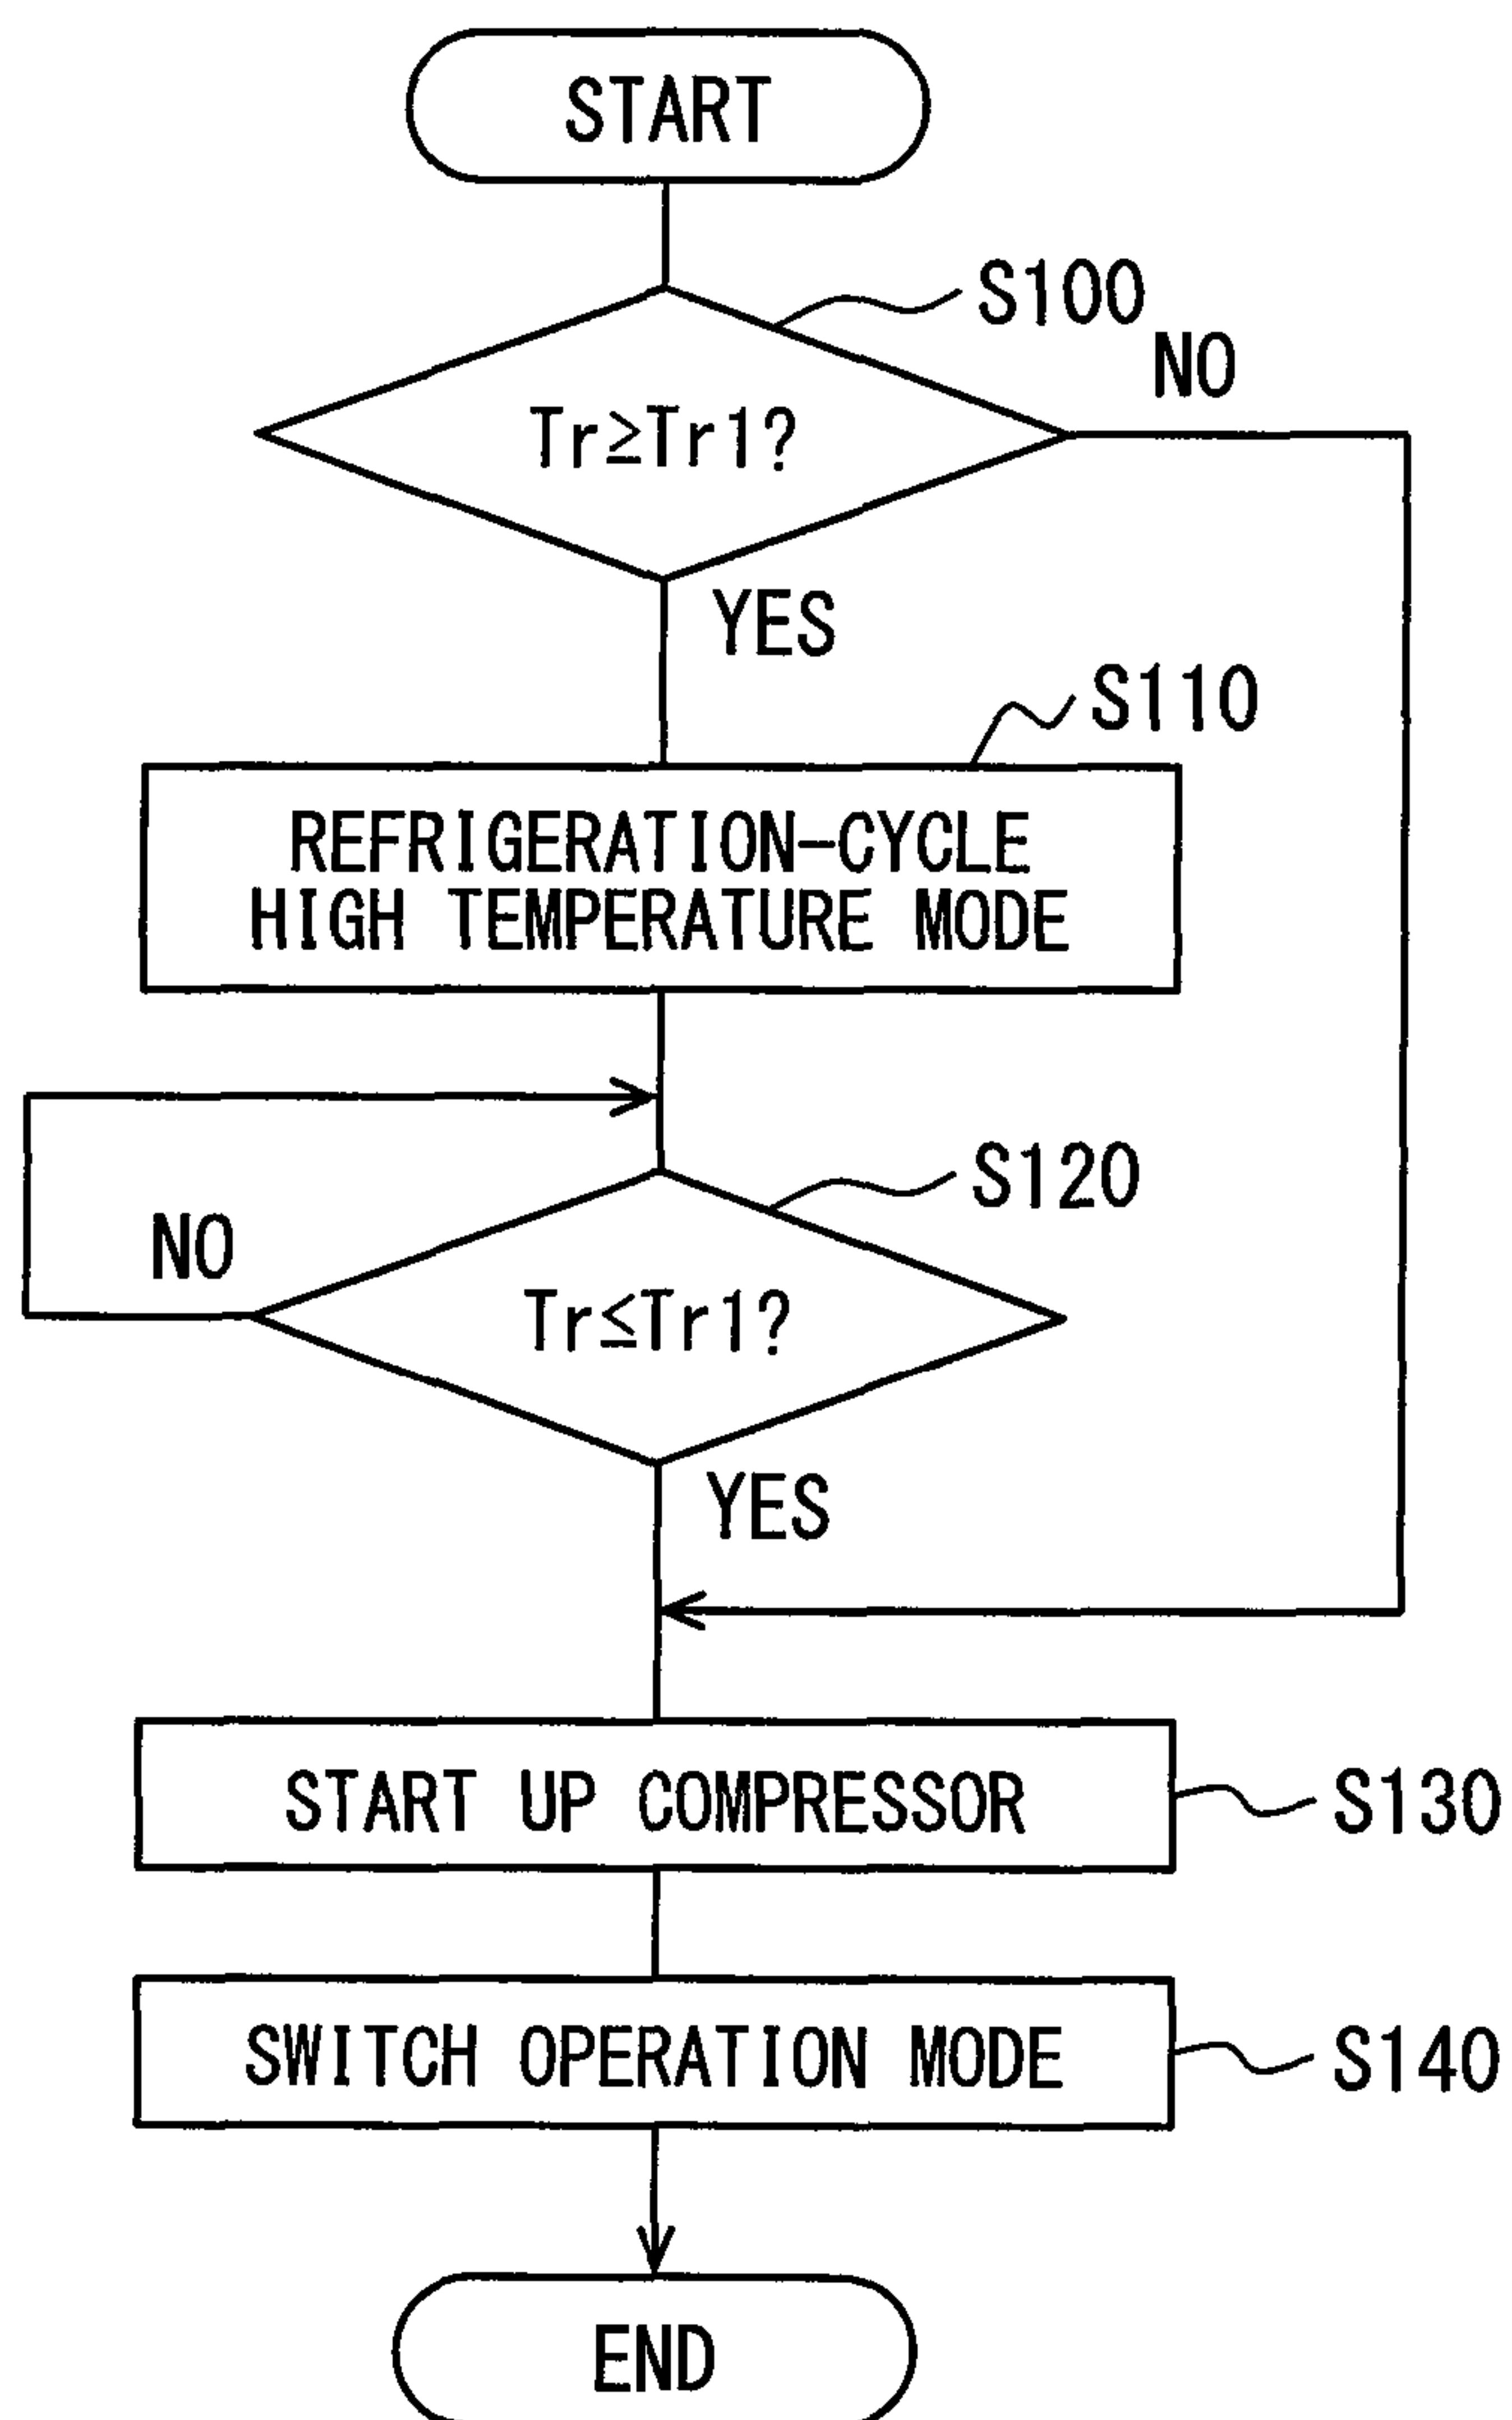 START
S100
NO
Tr≧Tr1?
YES
S110
REFRIGERATION-CYCLE
HIGH TEMPERATURE MODE
S120
NO
Tr≦Tr1?
YES
START UP COMPRESSOR
S130
SWITCH OPERATION MODE
S140
END